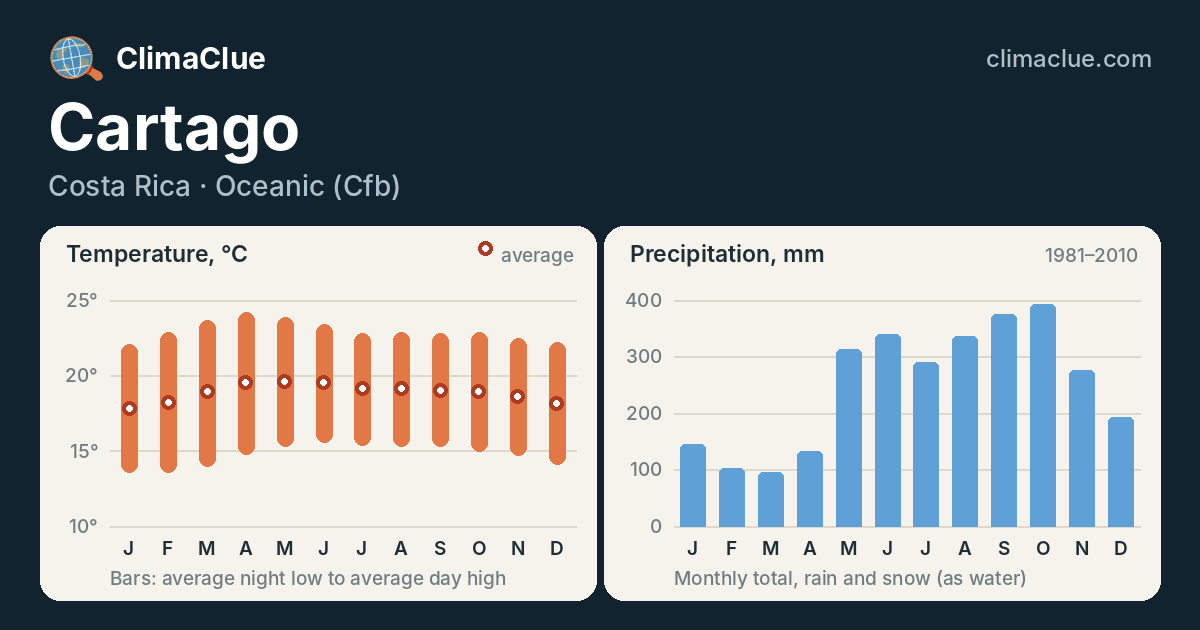 ClimaClue
climaclue.com
Cartago
Costa Rica · Oceanic (Cfb)
Temperature, °C
average
25°
20°
15°
10°
J F M A M J J A S O N D
Bars: average night low to average day high
Precipitation, mm
1981–2010
400
300
200
100
0
J F M A M J J A S O N D
Monthly total, rain and snow (as water)